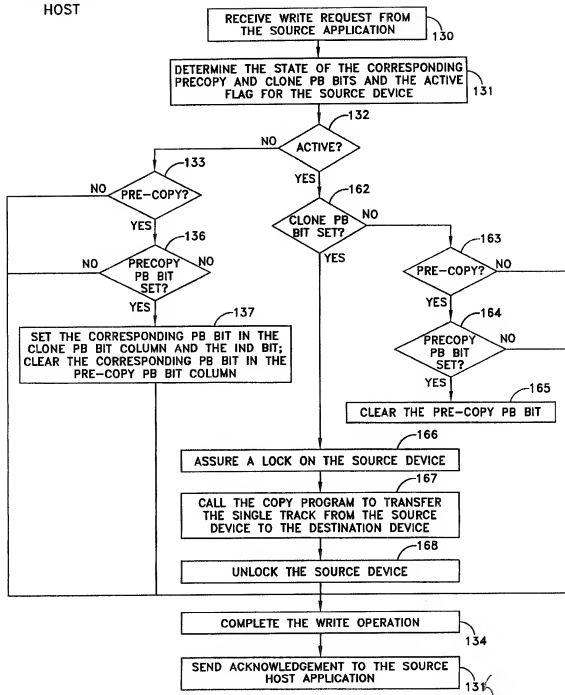 HOST
RECEIVE WRITE REQUEST FROM
THE SOURCE APPLICATION
130
DETERMINE THE STATE OF THE CORRESPONDING
PRECOPY AND CLONE PB BITS AND THE ACTIVE
FLAG FOR THE SOURCE DEVICE
131
132
ACTIVE?
NO
YES
133
PRE-COPY?
NO
YES
162
CLONE PB
BIT SET?
NO
YES
136
PRECOPY
PB BIT
SET?
NO
NO
YES
163
PRE-COPY?
NO
YES
137
SET THE CORRESPONDING PB BIT IN THE
CLONE PB BIT COLUMN AND THE IND BIT;
CLEAR THE CORRESPONDING PB BIT IN THE
PRE-COPY PB BIT COLUMN
164
PRECOPY
PB BIT
SET?
NO
YES
165
CLEAR THE PRE-COPY PB BIT
166
ASSURE A LOCK ON THE SOURCE DEVICE
167
CALL THE COPY PROGRAM TO TRANSFER
THE SINGLE TRACK FROM THE SOURCE
DEVICE TO THE DESTINATION DEVICE
168
UNLOCK THE SOURCE DEVICE
COMPLETE THE WRITE OPERATION
134
SEND ACKNOWLEDGEMENT TO THE SOURCE
HOST APPLICATION
131